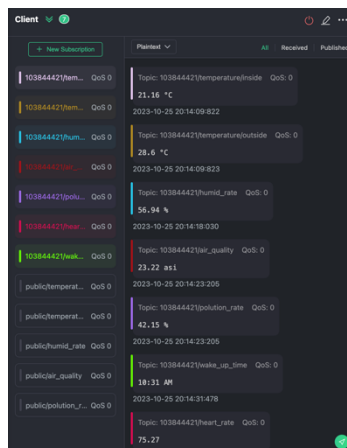 Client 7
+ New Subscription
Plaintext
All Received Published
103844421/tem... QoS 0
103844421/tem... QoS 0
103844421/hum... QoS 0
103844421/air_... QoS 0
103844421/polu... QoS 0
103844421/hear... QoS 0
103844421/wak... QoS 0
public/temperat... QoS 0
public/temperat... QoS 0
public/humid_rate QoS 0
public/air_quality QoS 0
public/polution_r... QoS 0
Topic: 103844421/temperature/inside QoS: 0
21.16 °C
2023-10-25 20:14:09:822
Topic: 103844421/temperature/outside QoS: 0
28.6 °C
2023-10-25 20:14:09:823
Topic: 103844421/humid_rate QoS: 0
56.94 %
2023-10-25 20:14:18:030
Topic: 103844421/air_quality QoS: 0
23.22 asi
2023-10-25 20:14:23:205
Topic: 103844421/polution_rate QoS: 0
42.15 %
2023-10-25 20:14:23:205
Topic: 103844421/wake_up_time QoS: 0
10:31 AM
2023-10-25 20:14:31:478
Topic: 103844421/heart_rate QoS: 0
75.27